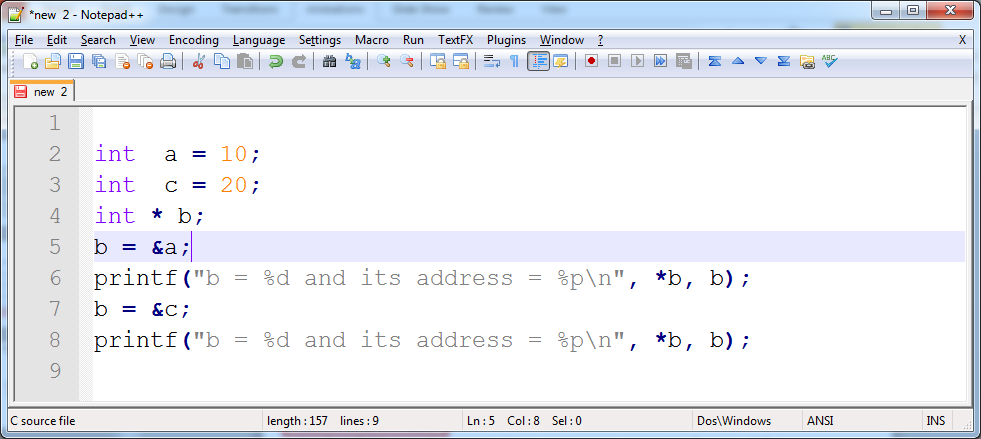 *new  2 - Notepad++
File Edit Search View Encoding Language Settings Macro Run TextFX Plugins Window ? X
new  2
1
2 int  a = 10;
3 int  c = 20;
4 int * b;
5 b = &a;
6 printf("b = %d and its address = %p\n", *b, b);
7 b = &c;
8 printf("b = %d and its address = %p\n", *b, b);
9
C source file length : 157 lines : 9 Ln : 5 Col : 8 Sel : 0 Dos\Windows ANSI INS